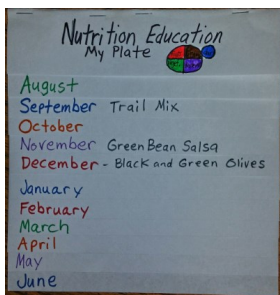 Nutrition Education
My Plate
August
September Trail Mix
October
November Green Bean Salsa
December - Black and Green Olives
January
February
March
April
May
June